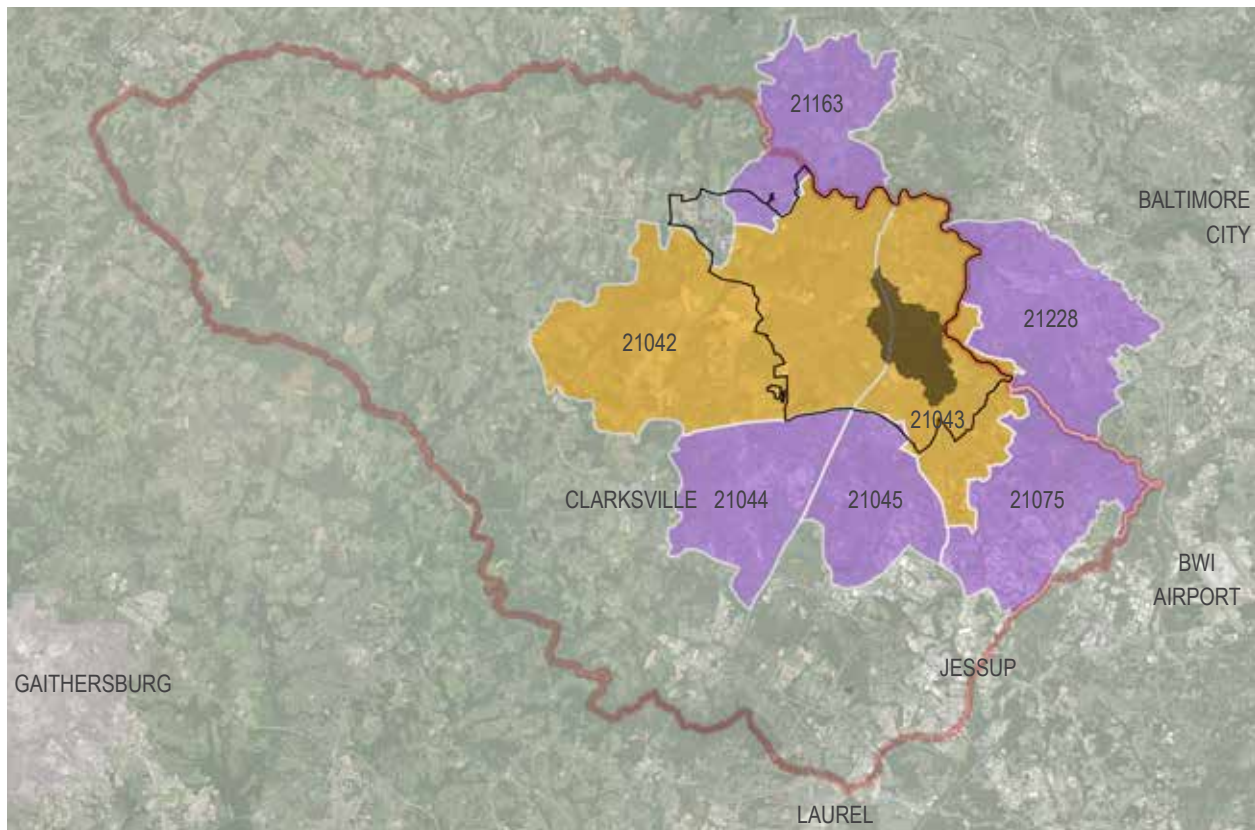 21163
BALTIMORE
CITY
21228
21042
21043
CLARKSVILLE
21044
21045
21075
BWI
AIRPORT
JESSUP
GAITHERSBURG
LAUREL